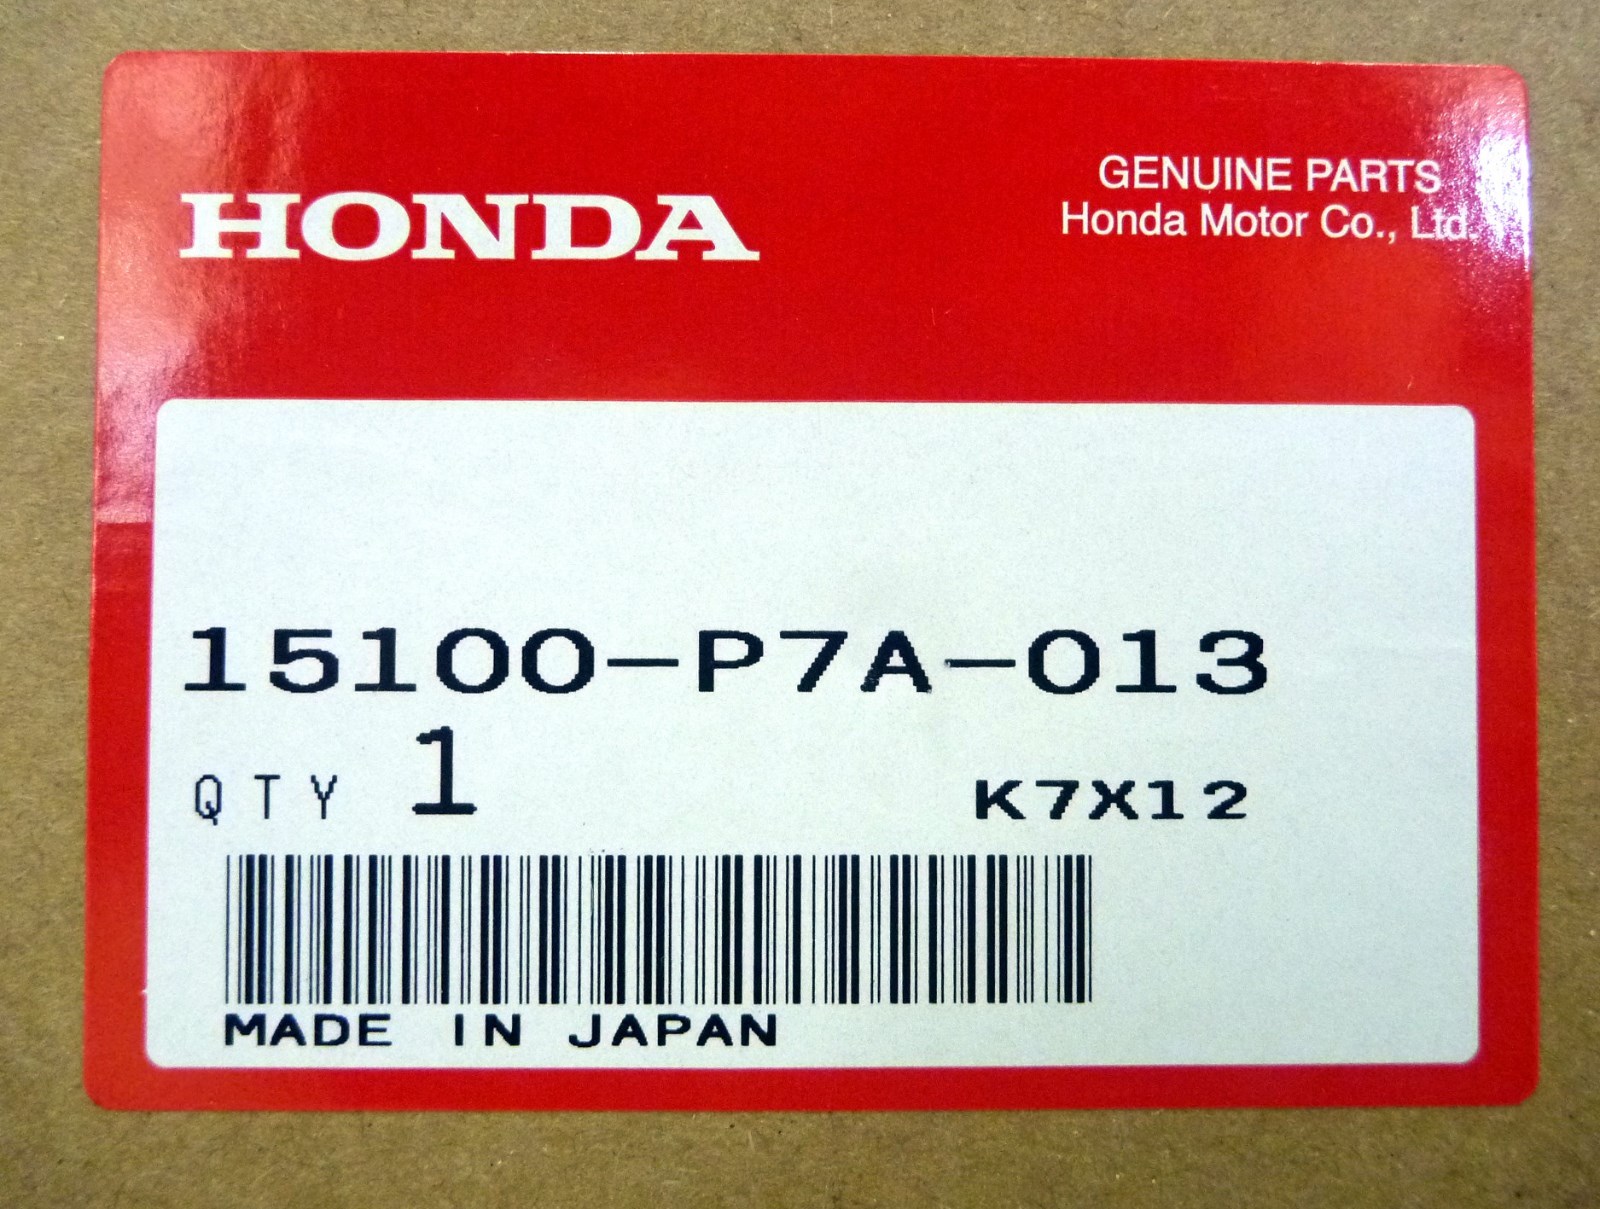 HONDA
GENUINE PARTS
Honda Motor Co., Ltd.
15100-P7A-013
QTY 1
K7X12
MADE IN JAPAN